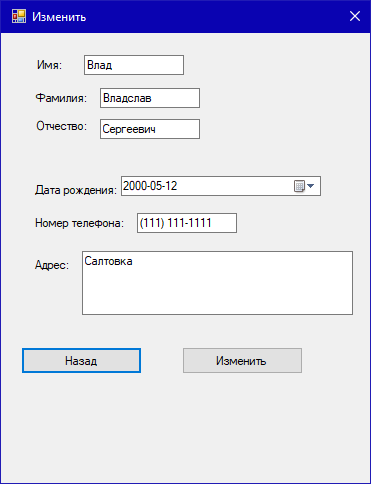 Изменить
Имя: Влад
Фамилия: Владслав
Отчество: Сергеевич
Дата рождения: 2000-05-12
Номер телефона: (111) 111-1111
Адрес: Салтовка
Назад Изменить